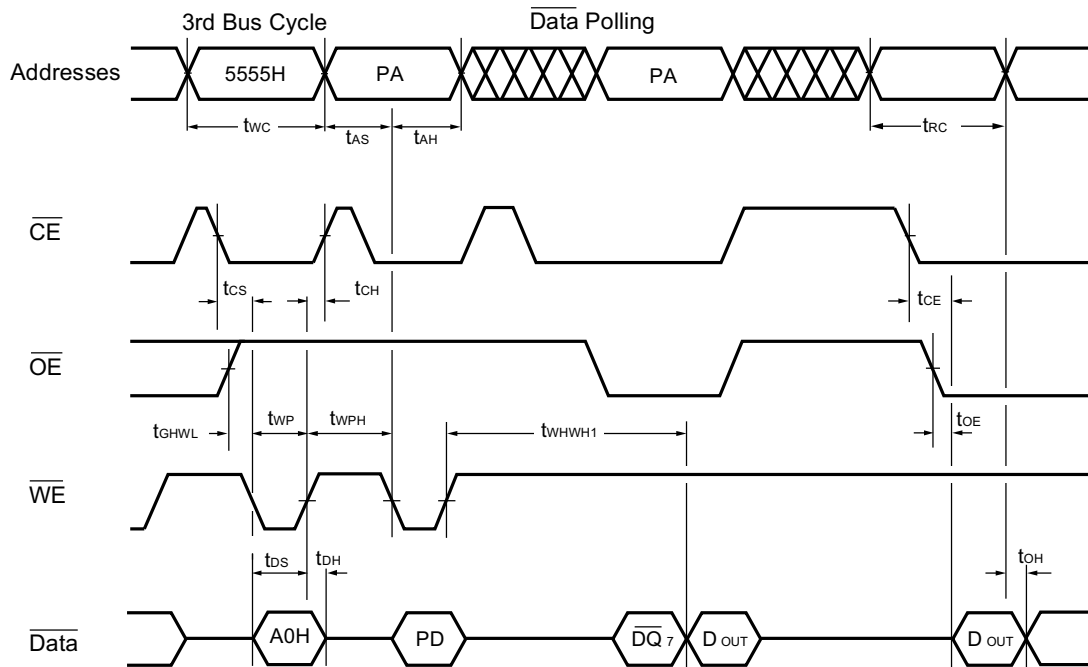 3rd Bus Cycle
Data Polling
Addresses
5555H
PA
PA
tWC
tAS
tAH
tRC
CE
tCS
tCH
tCE
OE
tGHWL
tWP
tWPH
tWHWH1
tOE
WE
tDS
tDH
tOH
Data
A0H
PD
DQ7
DOUT
DOUT